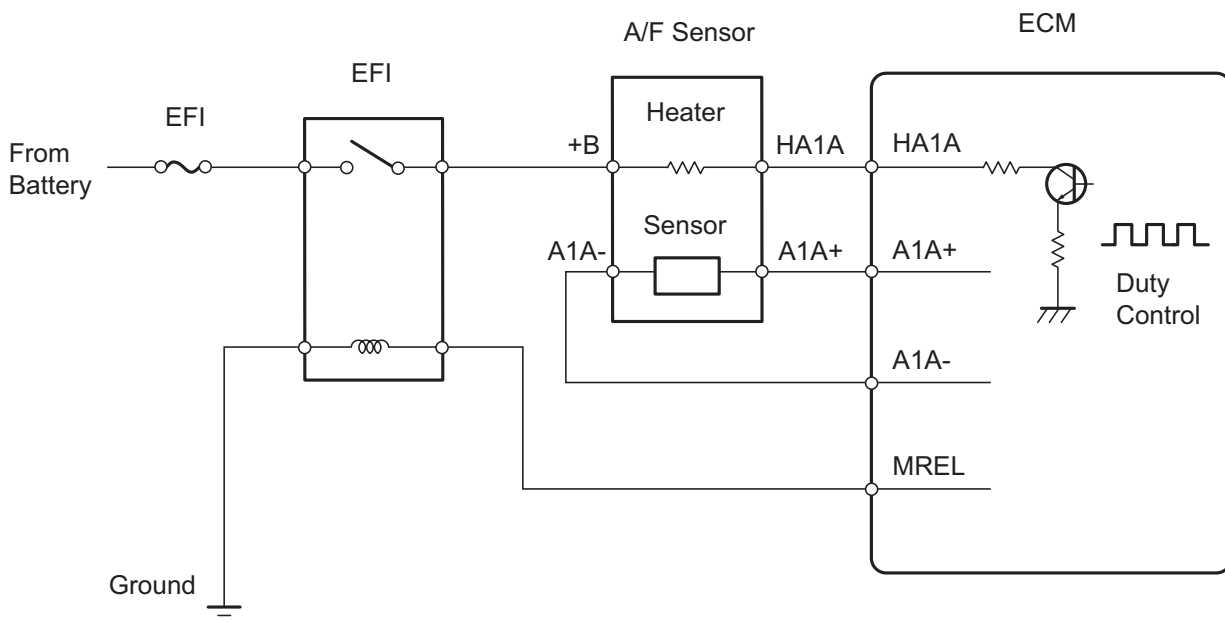 ECM
A/F Sensor
EFI
EFI
Heater
From
Battery
+B
HA1A
HA1A
Sensor
A1A-
A1A+
A1A+
Duty
Control
A1A-
MREL
Ground